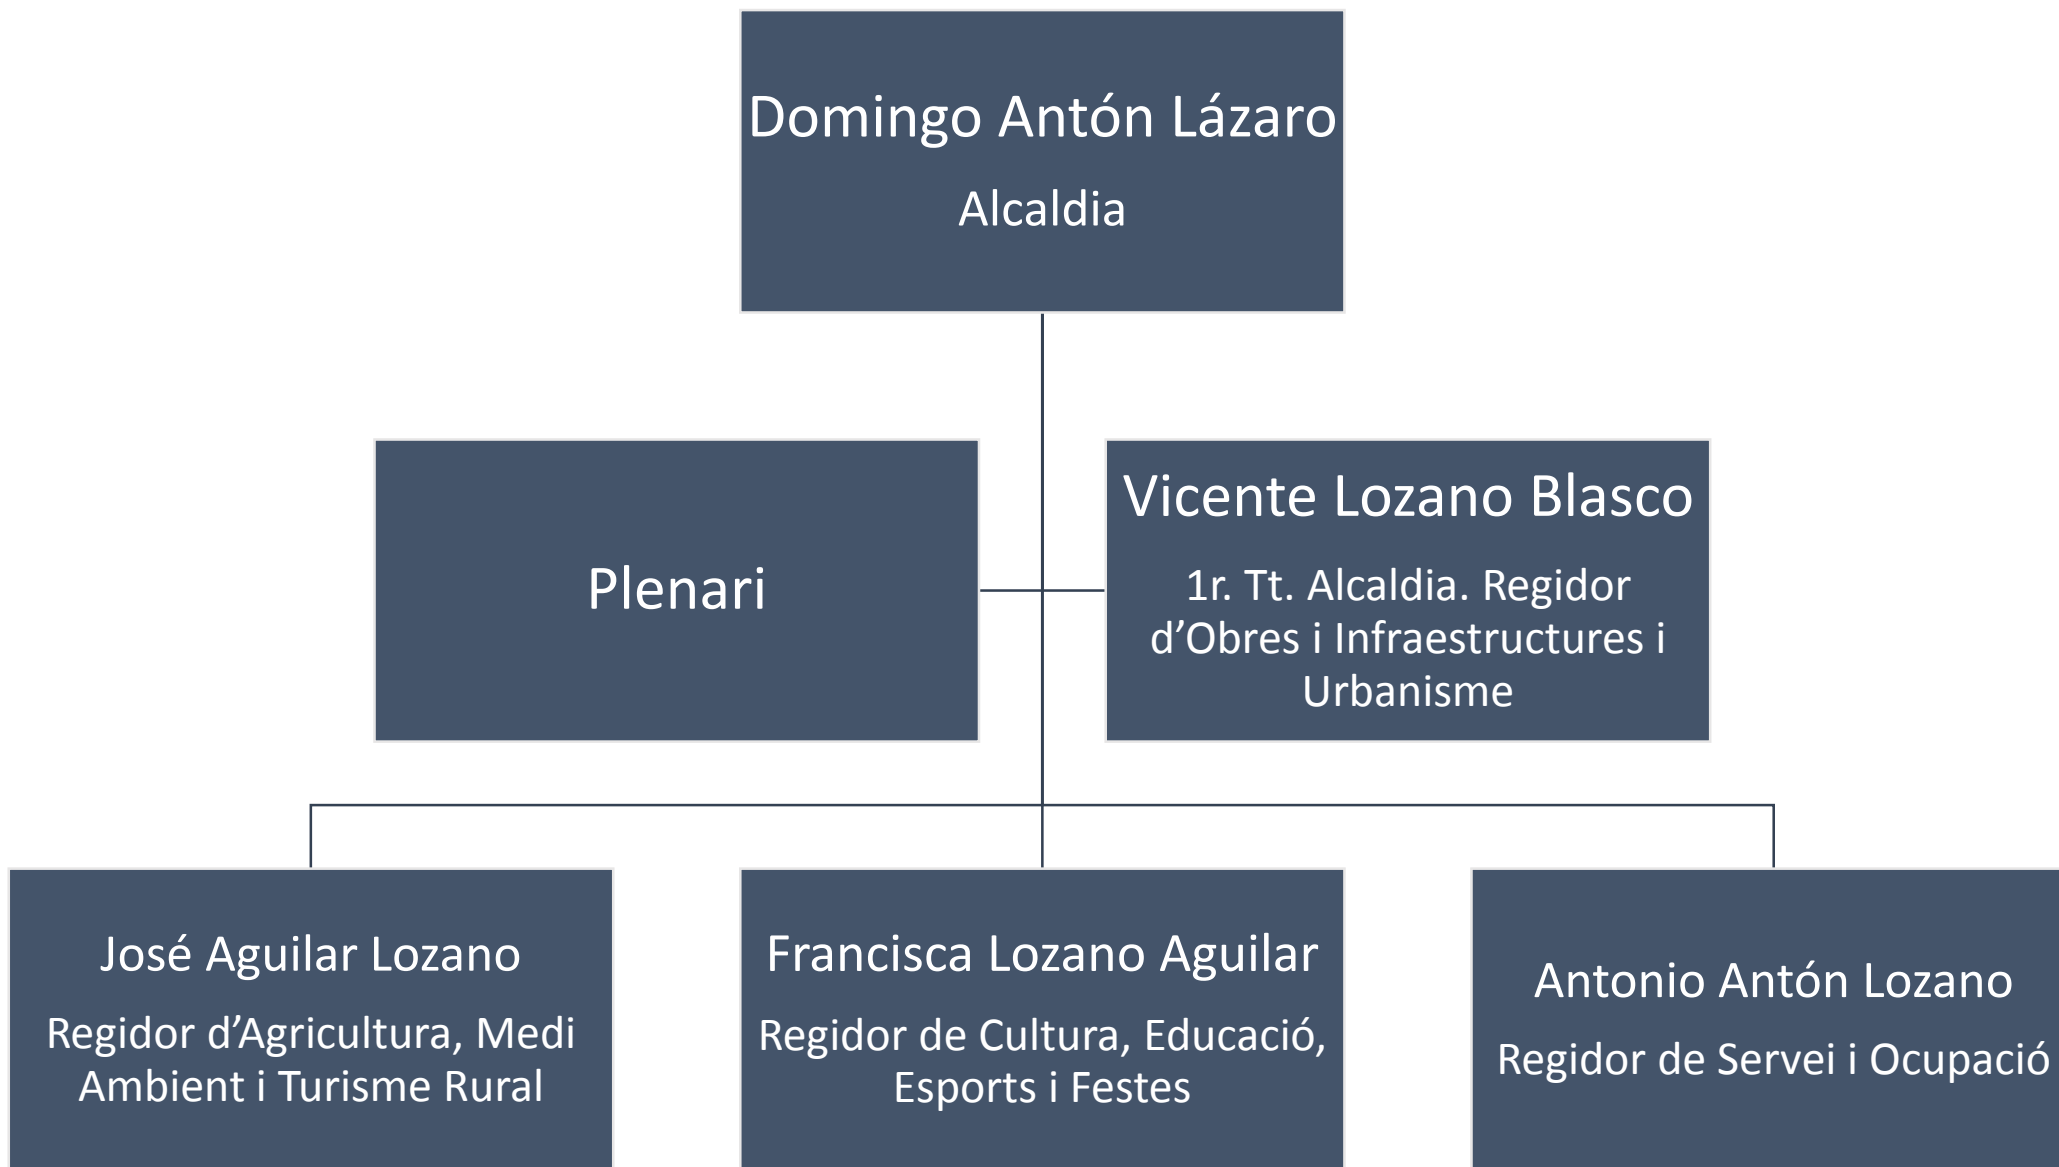 Domingo Antón Lázaro
Alcaldia
Plenari
Vicente Lozano Blasco
1r. Tt. Alcaldia. Regidor
d’Obres i Infraestructures i
Urbanisme
José Aguilar Lozano
Regidor d’Agricultura, Medi
Ambient i Turisme Rural
Francisca Lozano Aguilar
Regidor de Cultura, Educació,
Esports i Festes
Antonio Antón Lozano
Regidor de Servei i Ocupació